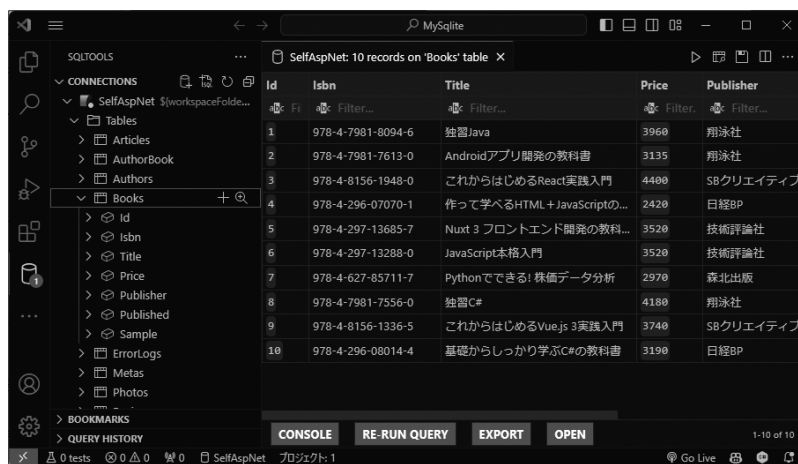 MySqlite
SQLTOOLS
SelfAspNet: 10 records on 'Books' table
CONNECTIONS
SelfAspNet ${workspaceFolde...
Tables
Articles
AuthorBook
Authors
Books
Id
Isbn
Title
Price
Publisher
Published
Sample
ErrorLogs
Metas
Photos
BOOKMARKS
QUERY HISTORY
Id Isbn Title Price Publisher
Fi Filter... Filter... Filter. Filter...
1 978-4-7981-8094-6 独習Java 3960 翔泳社
2 978-4-7981-7613-0 Androidアプリ開発の教科書 3135 翔泳社
3 978-4-8156-1948-0 これからはじめるReact実践入門 4400 SBクリエイティブ
4 978-4-296-07070-1 作って学べるHTML+JavaScriptの... 2420 日経BP
5 978-4-297-13685-7 Nuxt 3 フロントエンド開発の教科... 3520 技術評論社
6 978-4-297-13288-0 JavaScript本格入門 3520 技術評論社
7 978-4-627-85711-7 Pythonでできる! 株価データ分析 2970 森北出版
8 978-4-7981-7556-0 独習C# 4180 翔泳社
9 978-4-8156-1336-5 これからはじめるVue.js 3実践入門 3740 SBクリエイティブ
10 978-4-296-08014-4 基礎からしっかり学ぶC#の教科書 3190 日経BP
CONSOLE RE-RUN QUERY EXPORT OPEN 1-10 of 10
0 tests 0 0 0 SelfAspNet プロジェクト: 1 Go Live